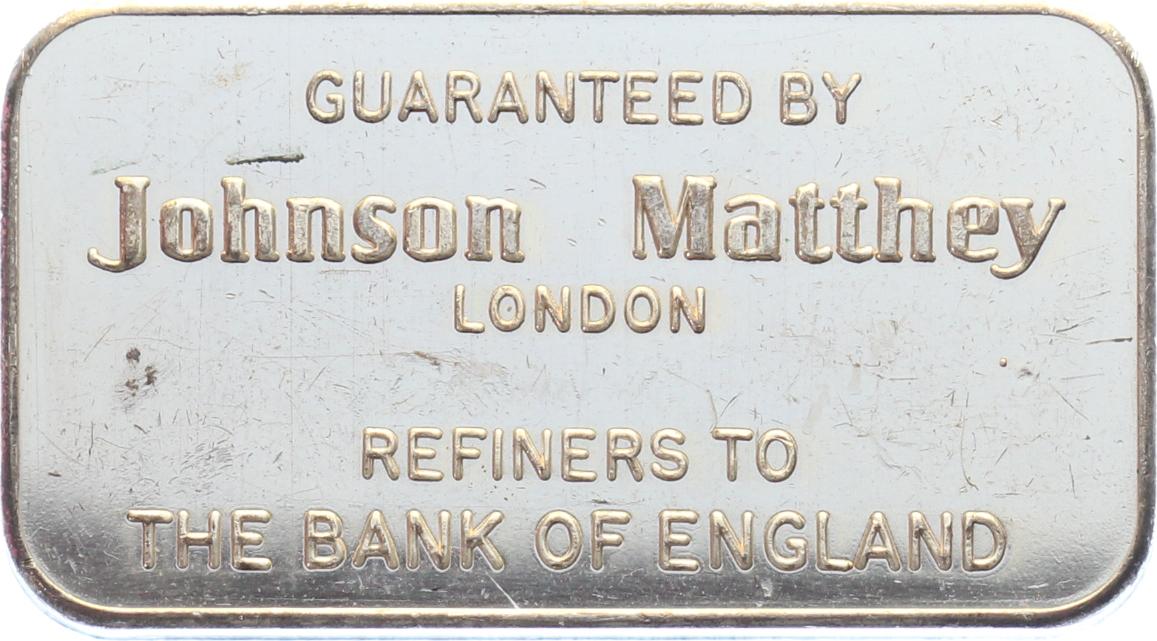 GUARANTEED BY
Johnson Matthey
LONDON
REFINERS TO
THE BANK OF ENGLAND